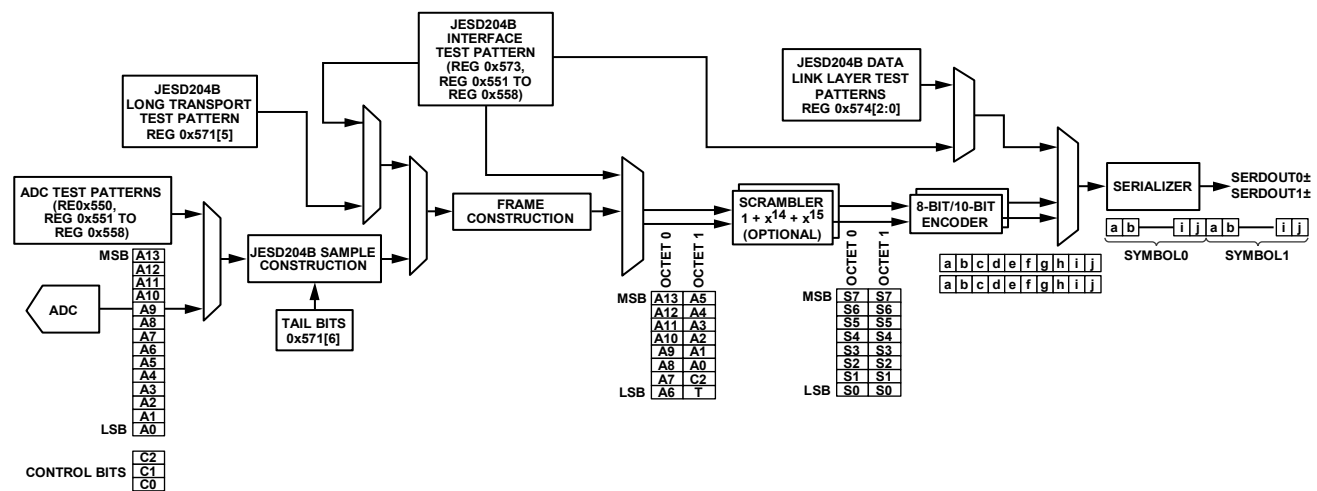 JESD204B
INTERFACE
TEST PATTERN
(REG 0x573,
REG 0x551 TO
REG 0x558)
JESD204B DATA
LINK LAYER TEST
PATTERNS
REG 0x574[2:0]
JESD204B
LONG TRANSPORT
TEST PATTERN
REG 0x571[5]
ADC TEST PATTERNS
(RE0x550,
REG 0x551 TO
REG 0x558)
FRAME
CONSTRUCTION
SCRAMBLER
1 + x14 + x15
(OPTIONAL)
8-BIT/10-BIT
ENCODER
SERIALIZER
SERDOUT0±
SERDOUT1±
a b i j a b i j
SYMBOL0 SYMBOL1
JESD204B SAMPLE
CONSTRUCTION
TAIL BITS
0x571[6]
ADC
MSB A13
A12
A11
A10
A9
A8
A7
A6
A5
A4
A3
A2
A1
LSB A0
C2
CONTROL BITS C1
C0
OCTET 0 OCTET 1
MSB A13 A5
A12 A4
A11 A3
A10 A2
A9 A1
A8 A0
A7 C2
LSB A6 T
OCTET 0 OCTET 1
MSB S7 S7
S6 S6
S5 S5
S4 S4
S3 S3
S2 S2
S1 S1
LSB S0 S0
a b c d e f g h i j
a b c d e f g h i j